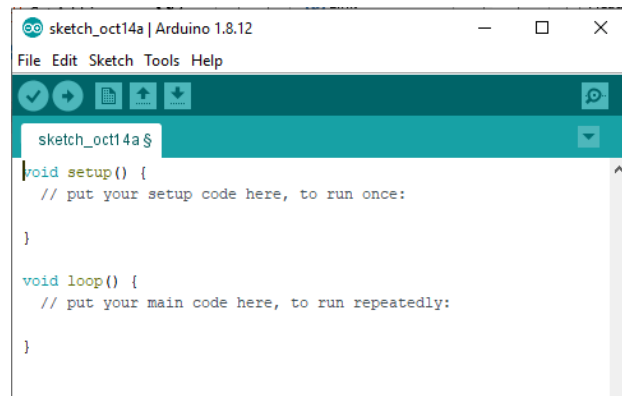 sketch_oct14a | Arduino 1.8.12
File Edit Sketch Tools Help
sketch_oct14a §
void setup() {
  // put your setup code here, to run once:
}
void loop() {
  // put your main code here, to run repeatedly:
}